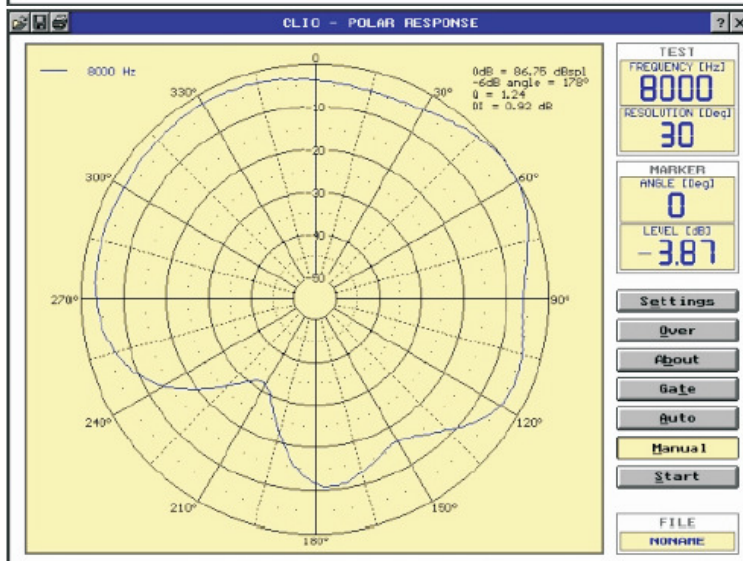 CLIO - POLAR RESPONSE
? X
8000 Hz
0dB = 86.75 dBspl
-6dB angle = 178°
Q = 1.24
DI = 0.92 dB
0
330°
30°
-10
-20
300°
60°
-30
-40
-50
270°
90°
240°
120°
210°
150°
180°
TEST
FREQUENCY [Hz]
8000
RESOLUTION [Deg]
30
MARKER
ANGLE [Deg]
0
LEVEL [dB]
-3.87
Settings
Over
About
Gate
Auto
Manual
Start
FILE
NONAME